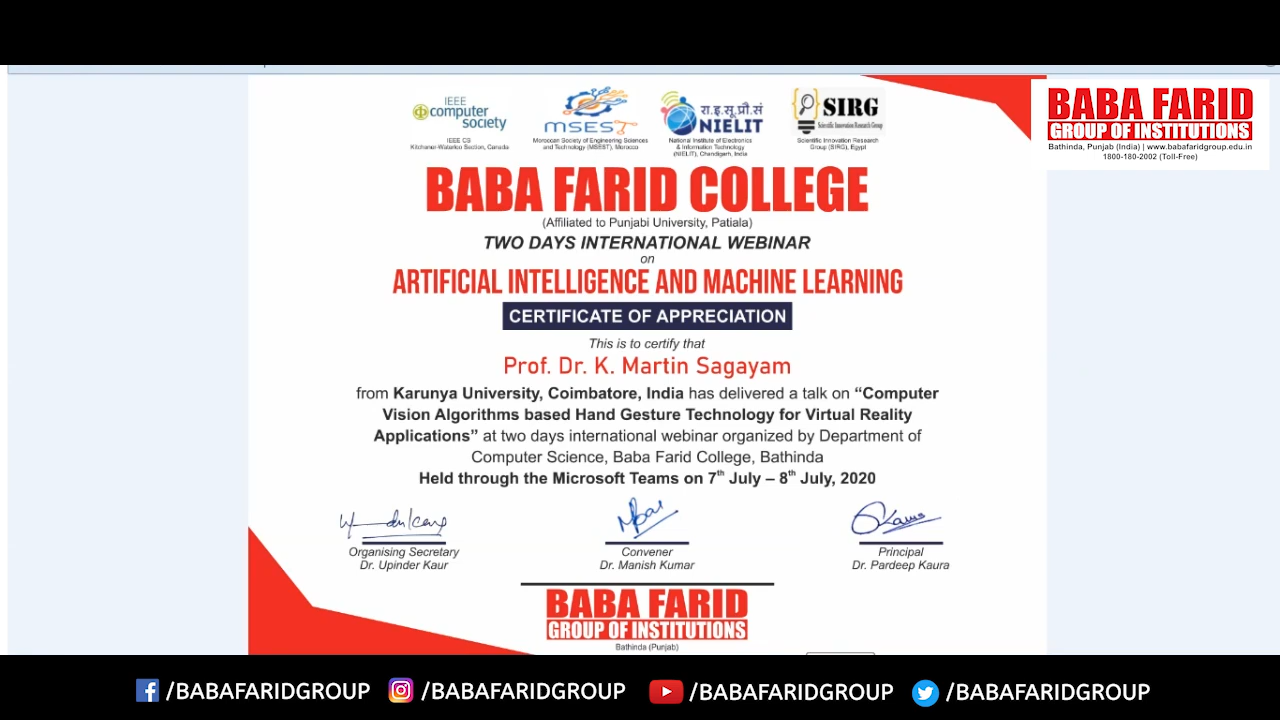 IEEE
computer
society
IEEE CS
Kitchener-Waterloo Section, Canada
MSEST
Moroccan Society of Engineering Sciences
and Technology (MSEST), Morocco
रा.इ.सू.प्रौ.सं
NIELIT
National Institute of Electronics
& Information Technology
(NIELIT), Chandigarh, India
SIRG
Scientific Innovation Research Group
Scientific Innovation Research
Group (SIRG), Egypt
BABA FARID
GROUP OF INSTITUTIONS
Bathinda, Punjab (India) | www.babafaridgroup.edu.in
1800-180-2002 (Toll-Free)
BABA FARID COLLEGE
(Affiliated to Punjabi University, Patiala)
TWO DAYS INTERNATIONAL WEBINAR
on
ARTIFICIAL INTELLIGENCE AND MACHINE LEARNING
CERTIFICATE OF APPRECIATION
This is to certify that
Prof. Dr. K. Martin Sagayam
from Karunya University, Coimbatore, India has delivered a talk on “Computer
Vision Algorithms based Hand Gesture Technology for Virtual Reality
Applications” at two days international webinar organized by Department of
Computer Science, Baba Farid College, Bathinda
Held through the Microsoft Teams on 7th July – 8th July, 2020
Organising Secretary
Dr. Upinder Kaur
Convener
Dr. Manish Kumar
Principal
Dr. Pardeep Kaura
BABA FARID
GROUP OF INSTITUTIONS
Bathinda (Punjab)
/BABAFARIDGROUP /BABAFARIDGROUP /BABAFARIDGROUP /BABAFARIDGROUP